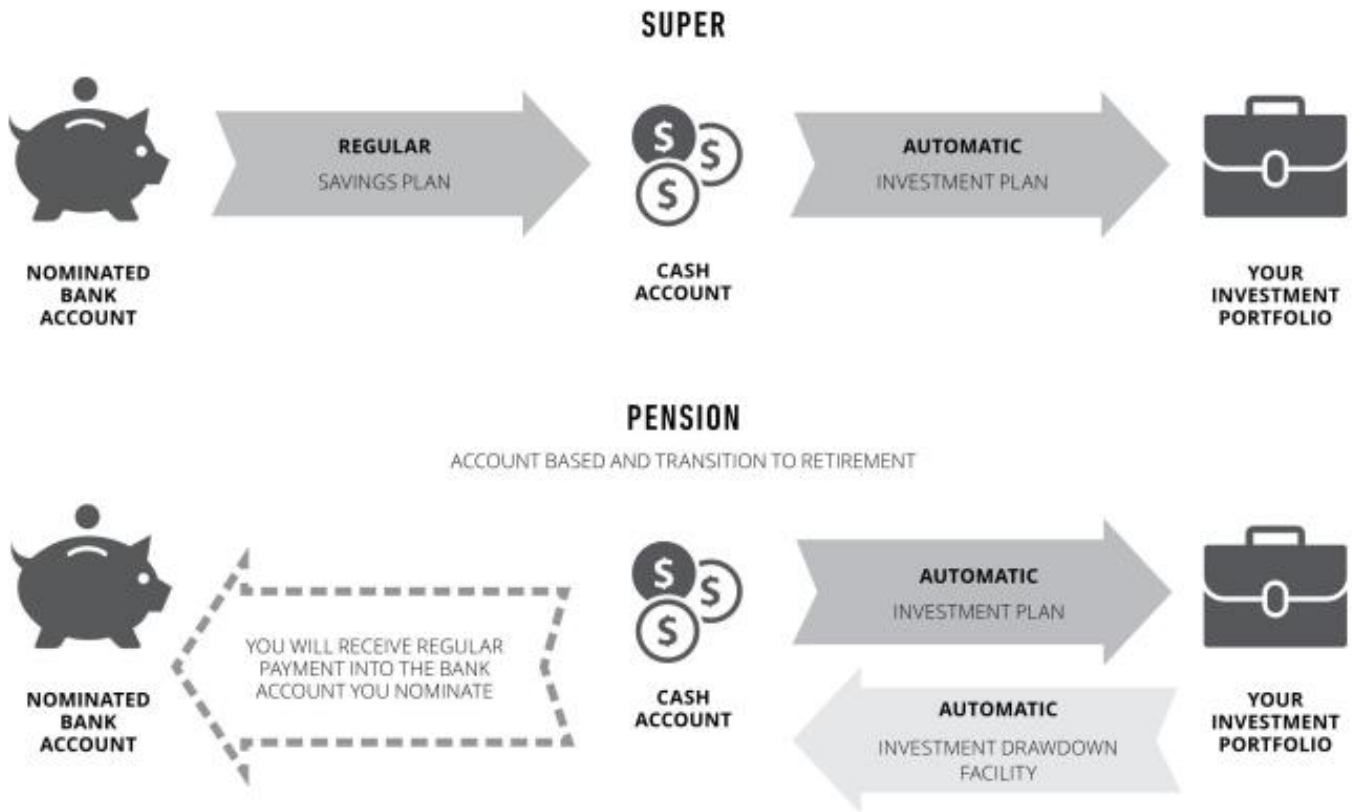 SUPER
REGULAR
SAVINGS PLAN
AUTOMATIC
INVESTMENT PLAN
NOMINATED
BANK
ACCOUNT
$
$
$
CASH
ACCOUNT
YOUR
INVESTMENT
PORTFOLIO
PENSION
ACCOUNT BASED AND TRANSITION TO RETIREMENT
NOMINATED
BANK
ACCOUNT
YOU WILL RECEIVE REGULAR
PAYMENT INTO THE BANK
ACCOUNT YOU NOMINATE
$
$
$
CASH
ACCOUNT
AUTOMATIC
INVESTMENT PLAN
AUTOMATIC
INVESTMENT DRAWDOWN
FACILITY
YOUR
INVESTMENT
PORTFOLIO